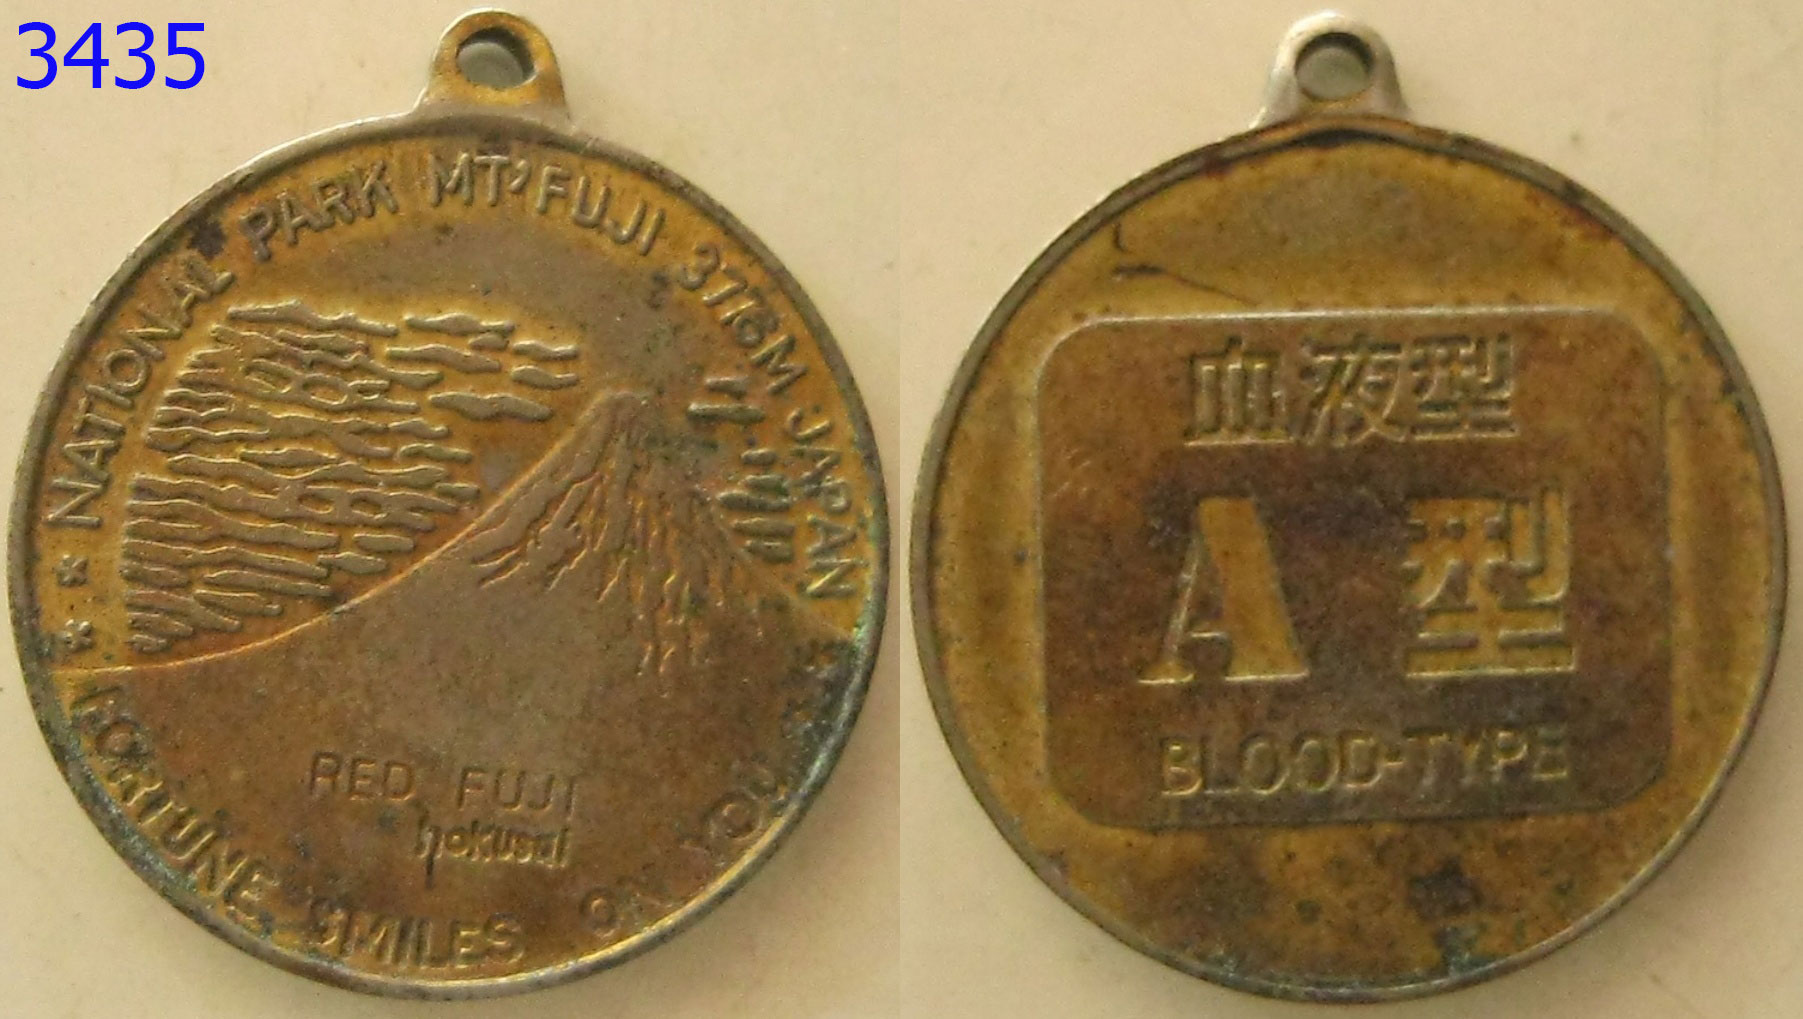 3435
NATIONAL PARK MT'FUJI 3776M JAPAN
RED FUJI
hokusai
FORTUNE SMILES ON YOU
血液型
A型
BLOOD-TYPE